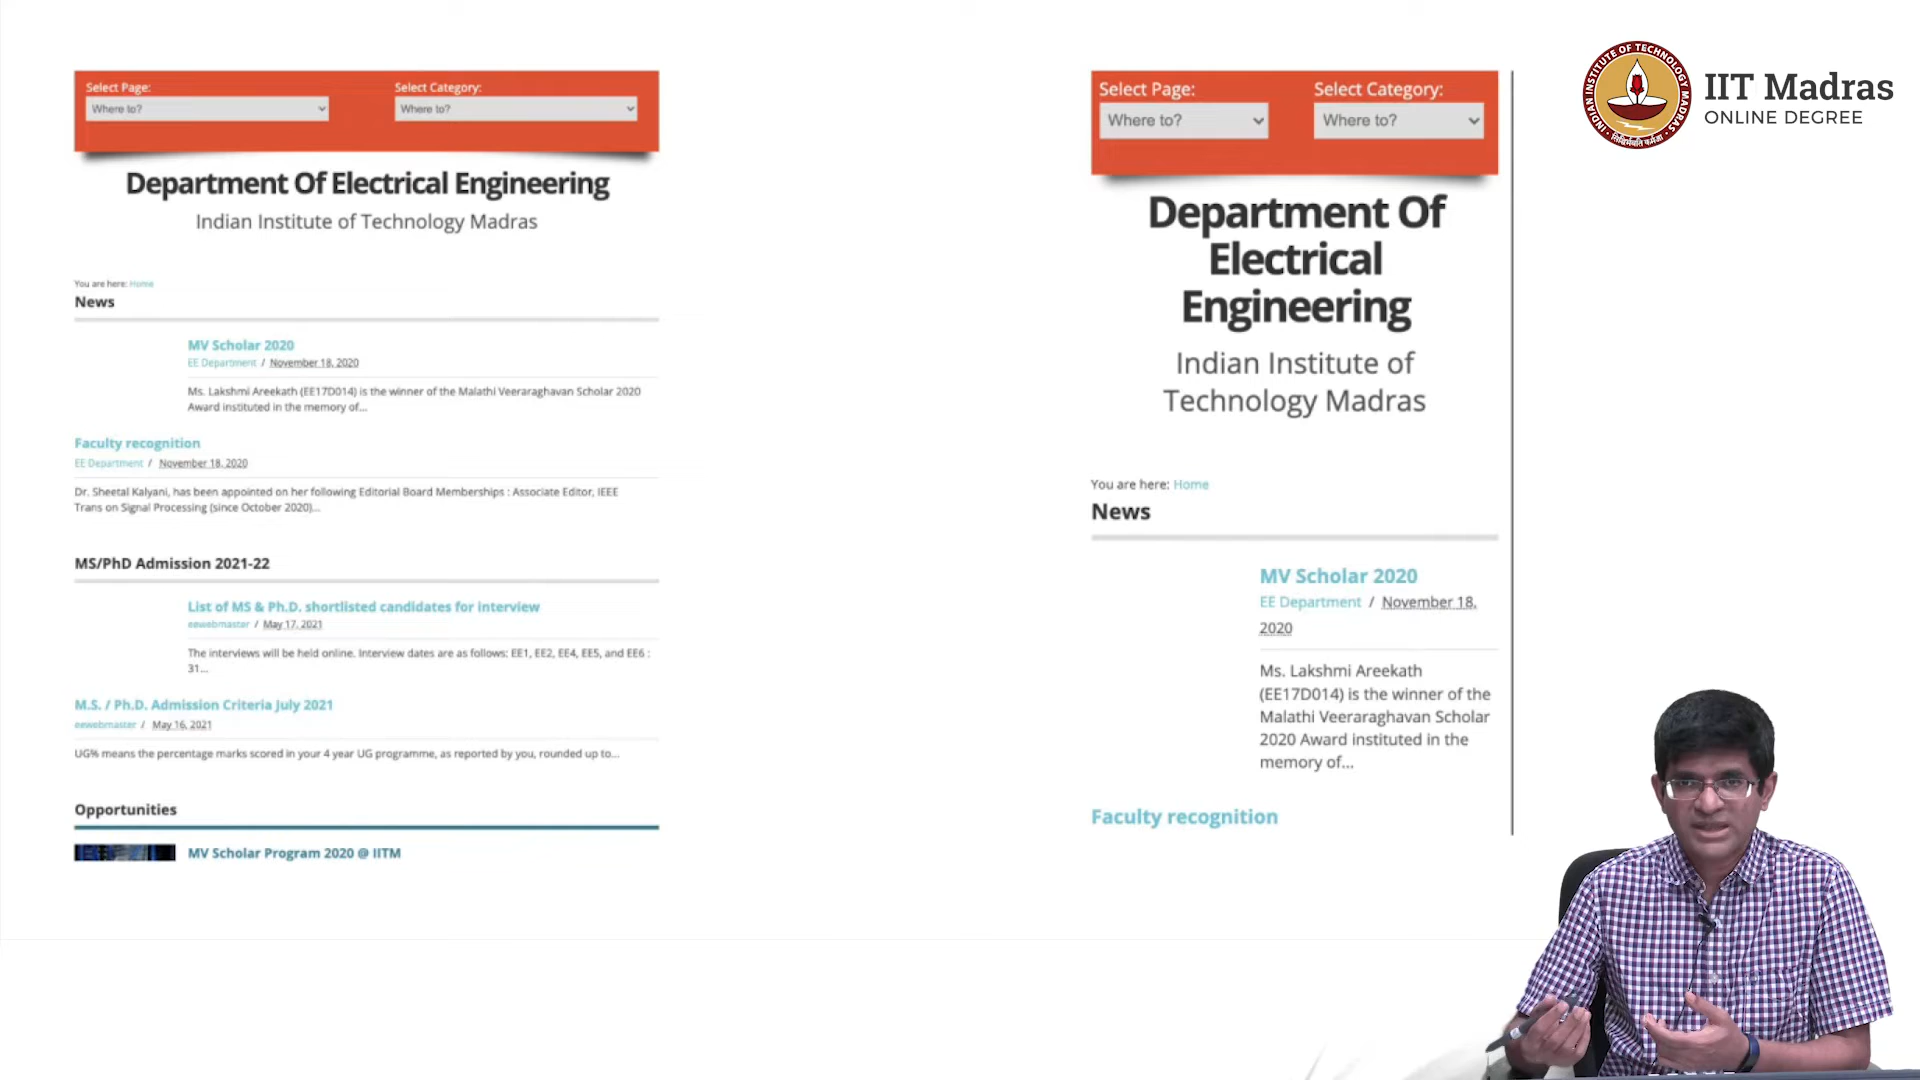 Select Page:
Select Category:
Where to?
Where to?
Department Of Electrical Engineering
Indian Institute of Technology Madras
You are here: Home
News
MV Scholar 2020
EE Department / November 18, 2020
Ms. Lakshmi Areekath (EE17D014) is the winner of the Malathi Veeraraghavan Scholar 2020
Award instituted in the memory of...
Faculty recognition
EE Department / November 18, 2020
Dr. Sheetal Kalyani, has been appointed on her following Editorial Board Memberships : Associate Editor, IEEE
Trans on Signal Processing (since October 2020)...
MS/PhD Admission 2021-22
List of MS & Ph.D. shortlisted candidates for interview
eewebmaster / May 17, 2021
The interviews will be held online. Interview dates are as follows: EE1, EE2, EE4, EE5, and EE6 :
31...
M.S. / Ph.D. Admission Criteria July 2021
eewebmaster / May 16, 2021
UG% means the percentage marks scored in your 4 year UG programme, as reported by you, rounded up to...
Opportunities
MV Scholar Program 2020 @ IITM
Select Page:
Select Category:
Where to?
Where to?
Department Of
Electrical
Engineering
Indian Institute of
Technology Madras
You are here: Home
News
MV Scholar 2020
EE Department / November 18,
2020
Ms. Lakshmi Areekath
(EE17D014) is the winner of the
Malathi Veeraraghavan Scholar
2020 Award instituted in the
memory of...
Faculty recognition
INDIAN INSTITUTE OF TECHNOLOGY MADRAS
IIT Madras
ONLINE DEGREE